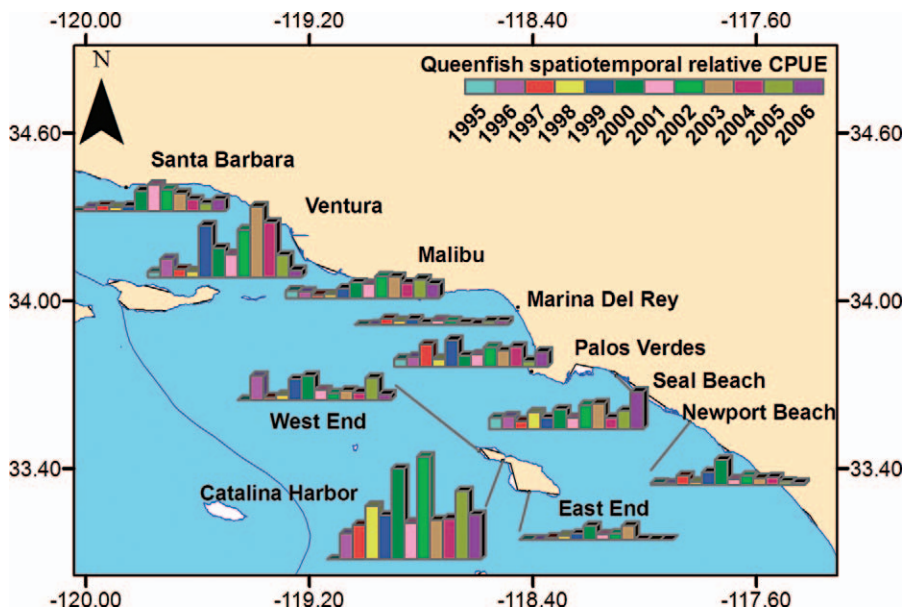 -120.00 -119.20 -118.40 -117.60
N
Queenfish spatiotemporal relative CPUE
1995 1996 1997 1998 1999 2000 2001 2002 2003 2004 2005 2006
34.60 34.60
Santa Barbara
Ventura
Malibu
34.00 34.00
Marina Del Rey
Palos Verdes
Seal Beach
Newport Beach
West End
33.40 33.40
Catalina Harbor
East End
-120.00 -119.20 -118.40 -117.60